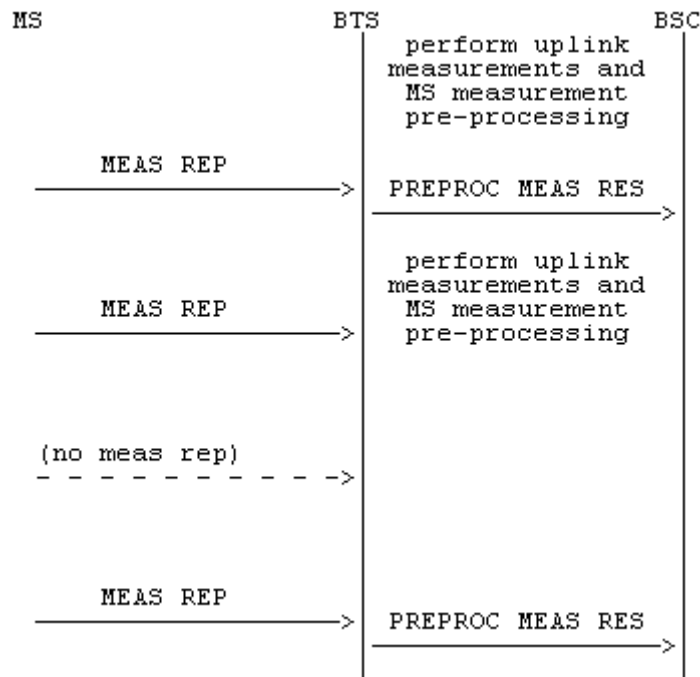 MS BTS BSC
perform uplink
measurements and
MS measurement
pre-processing
MEAS REP
PREPROC MEAS RES
perform uplink
measurements and
MS measurement
pre-processing
MEAS REP
(no meas rep)
MEAS REP
PREPROC MEAS RES